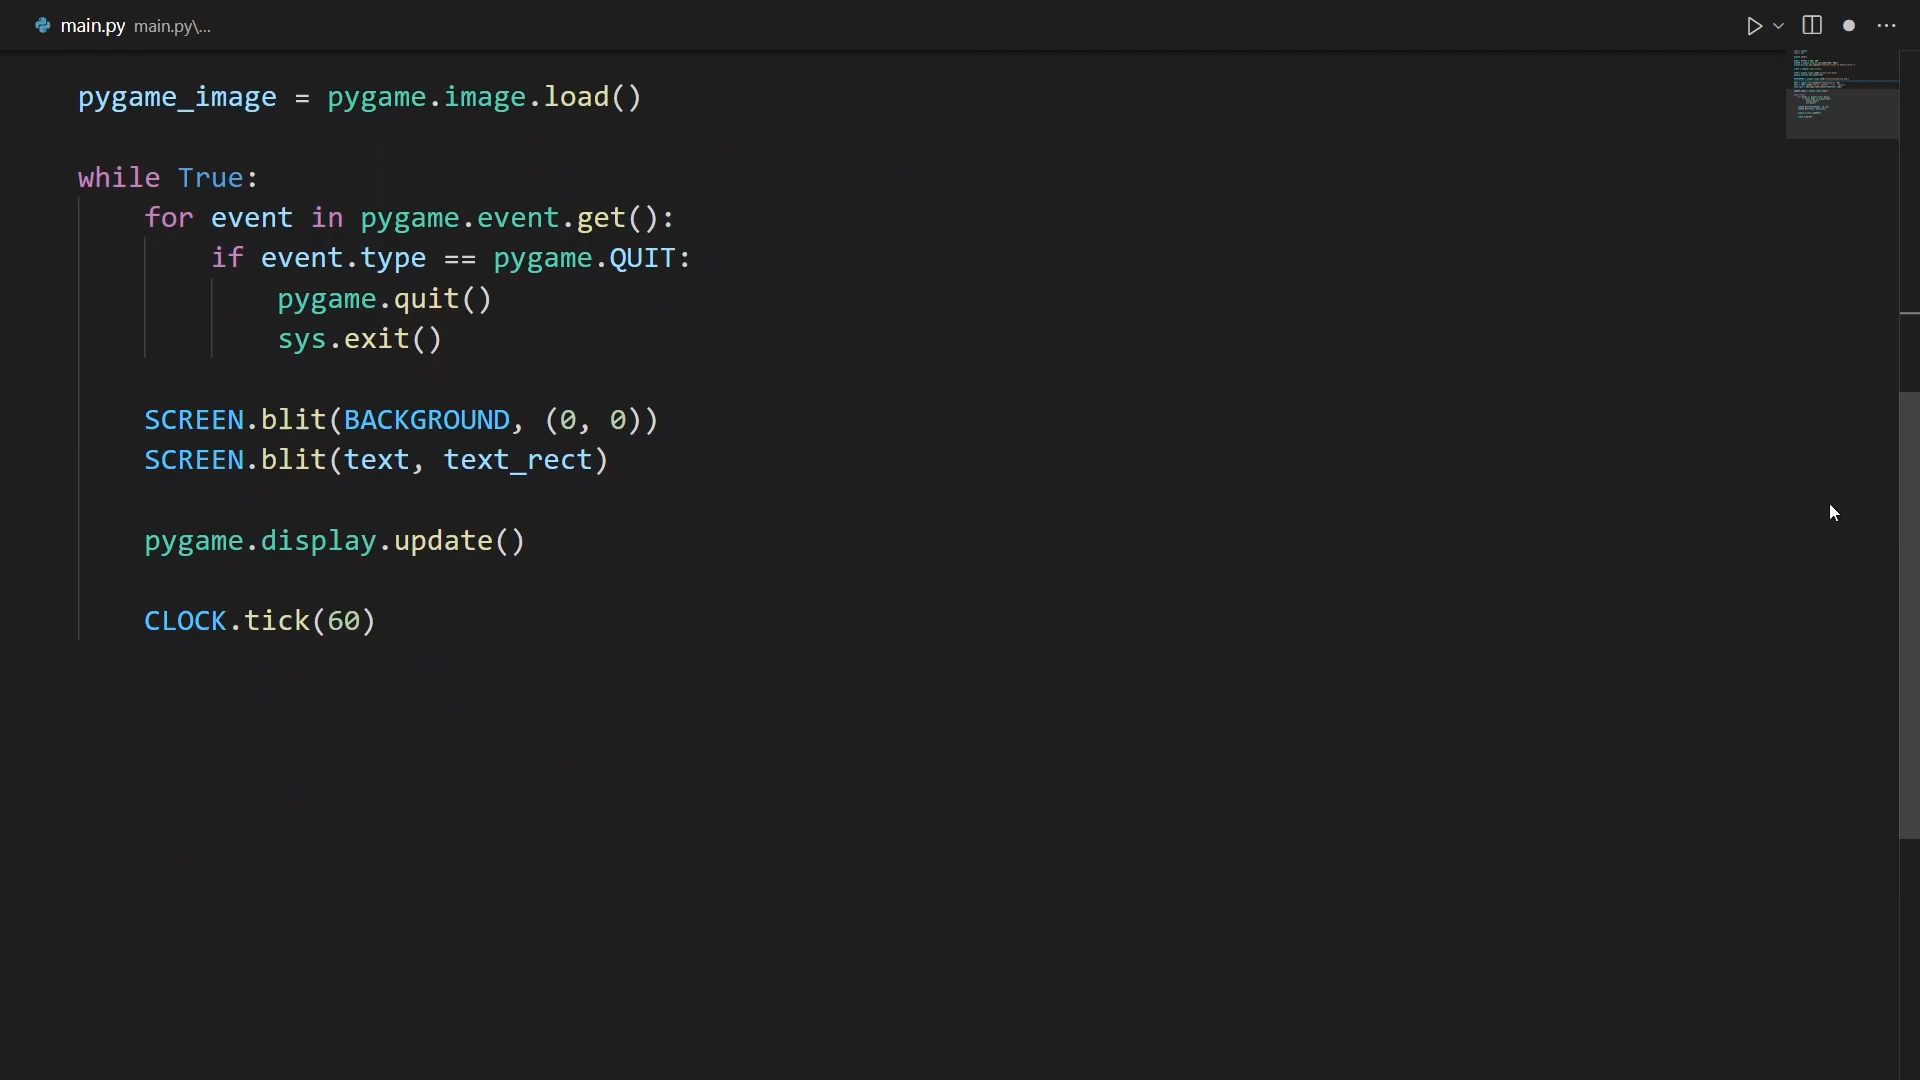 main.py main.py\...
pygame_image = pygame.image.load()
while True:
    for event in pygame.event.get():
        if event.type == pygame.QUIT:
            pygame.quit()
            sys.exit()
    SCREEN.blit(BACKGROUND, (0, 0))
    SCREEN.blit(text, text_rect)
    pygame.display.update()
    CLOCK.tick(60)